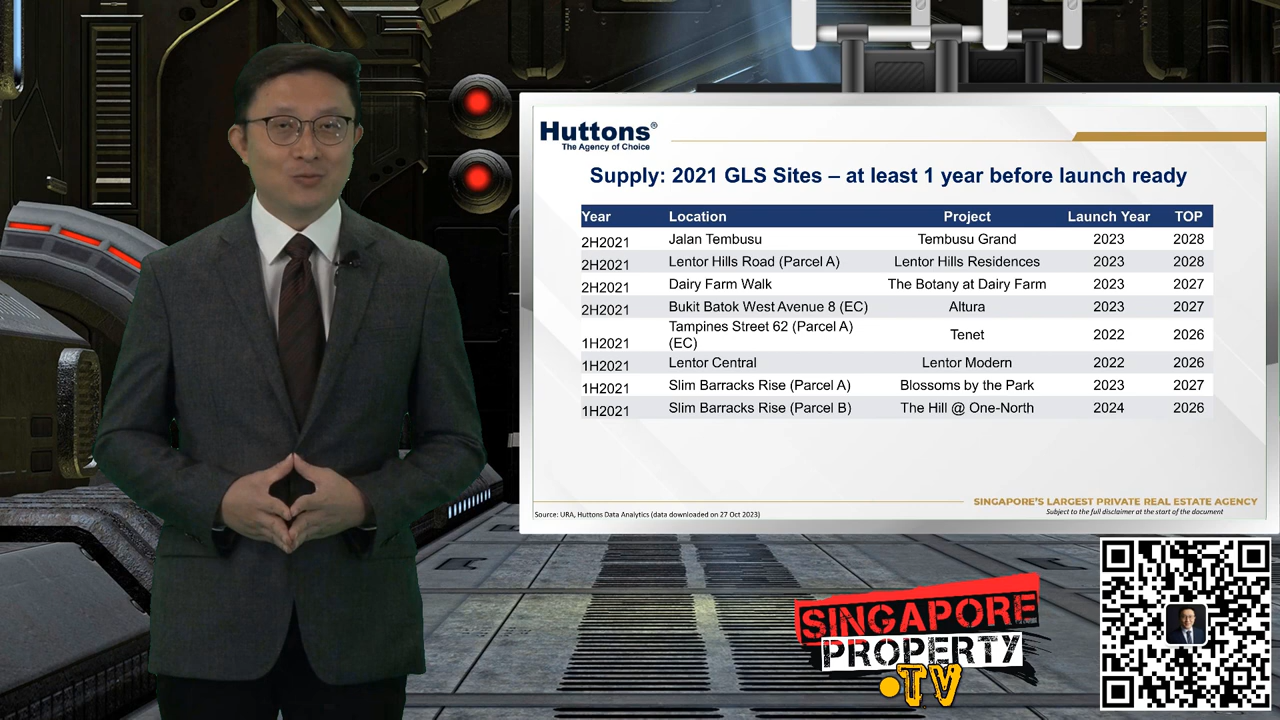 Huttons®
The Agency of Choice
Supply: 2021 GLS Sites – at least 1 year before launch ready
Year Location Project Launch Year TOP
2H2021 Jalan Tembusu Tembusu Grand 2023 2028
2H2021 Lentor Hills Road (Parcel A) Lentor Hills Residences 2023 2028
2H2021 Dairy Farm Walk The Botany at Dairy Farm 2023 2027
2H2021 Bukit Batok West Avenue 8 (EC) Altura 2023 2027
1H2021 Tampines Street 62 (Parcel A) Tenet 2022 2026
(EC)
1H2021 Lentor Central Lentor Modern 2022 2026
1H2021 Slim Barracks Rise (Parcel A) Blossoms by the Park 2023 2027
1H2021 Slim Barracks Rise (Parcel B) The Hill @ One-North 2024 2026
SINGAPORE'S LARGEST PRIVATE REAL ESTATE AGENCY
Source: URA, Huttons Data Analytics (data downloaded on 27 Oct 2023) Subject to the full disclaimer at the start of the document
SINGAPORE
PROPERTY
.TV